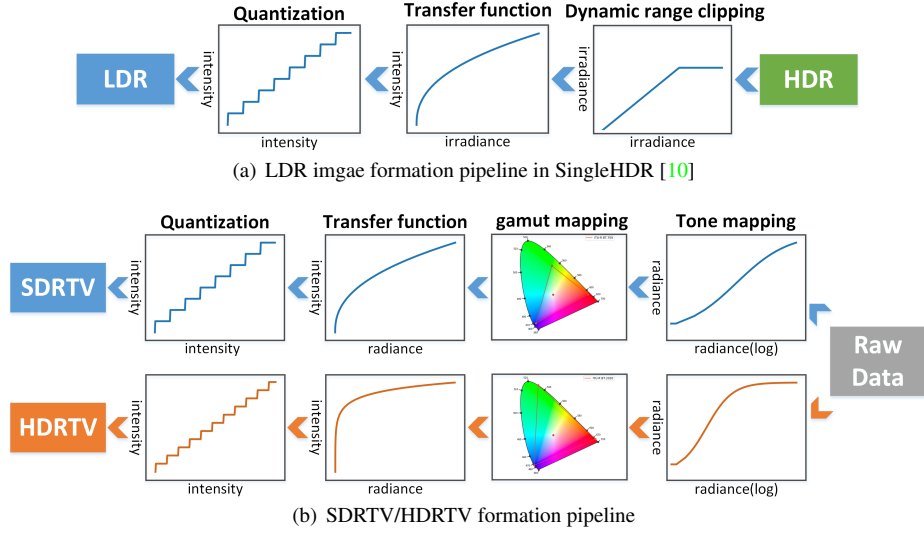 Quantization Transfer function Dynamic range clipping
LDR
intensity
intensity
intensity
irradiance
irradiance
irradiance
HDR
(a) LDR imgae formation pipeline in SingleHDR [10]
Quantization Transfer function gamut mapping Tone mapping
SDRTV
intensity
intensity
intensity
radiance
radiance
radiance(log)
Raw
Data
HDRTV
intensity
intensity
intensity
radiance
radiance
radiance(log)
(b) SDRTV/HDRTV formation pipeline